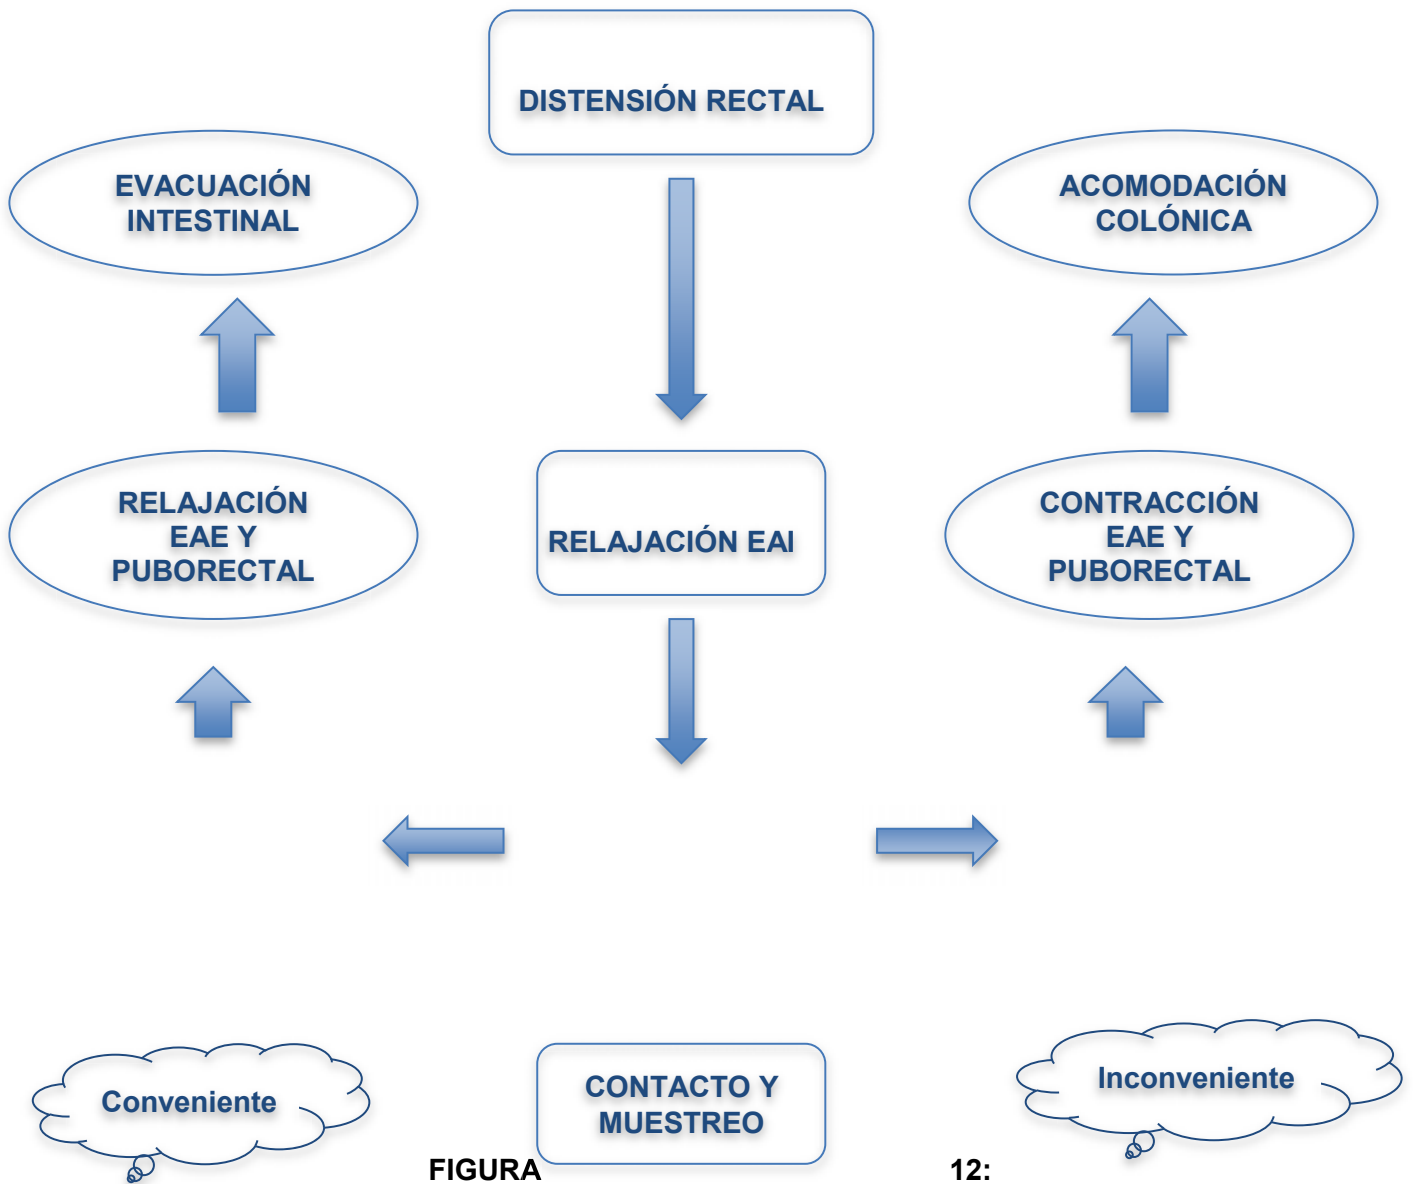 DISTENSIÓN RECTAL
EVACUACIÓN
INTESTINAL
ACOMODACIÓN
COLÓNICA
RELAJACIÓN
EAE Y
PUBORECTAL
RELAJACIÓN EAI
CONTRACCIÓN
EAE Y
PUBORECTAL
Conveniente
CONTACTO Y
MUESTREO
Inconveniente
FIGURA 12: